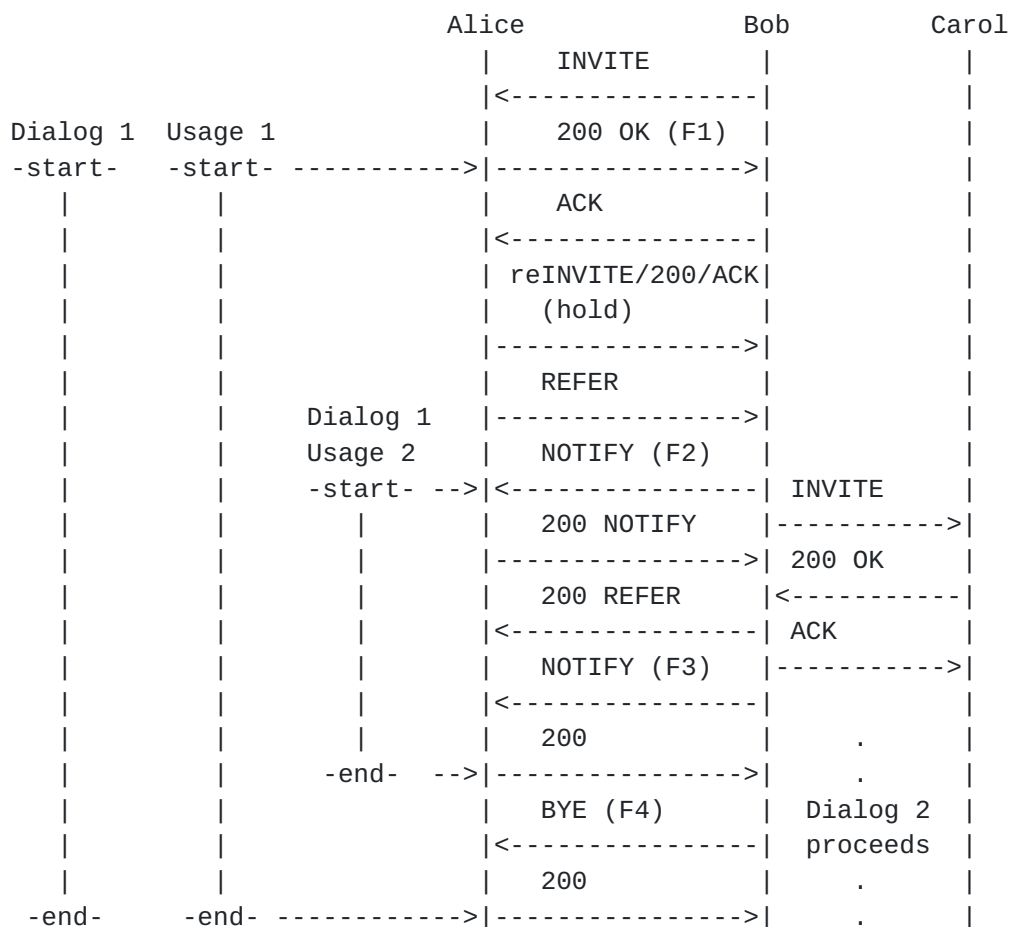 Alice Bob Carol
INVITE
Dialog 1 Usage 1 200 OK (F1)
-start- -start-
ACK
reINVITE/200/ACK
(hold)
REFER
Dialog 1
Usage 2 NOTIFY (F2)
-start- INVITE
200 NOTIFY
200 OK
200 REFER
ACK
NOTIFY (F3)
200 .
-end- .
BYE (F4) Dialog 2
proceeds
200 .
-end- -end- .